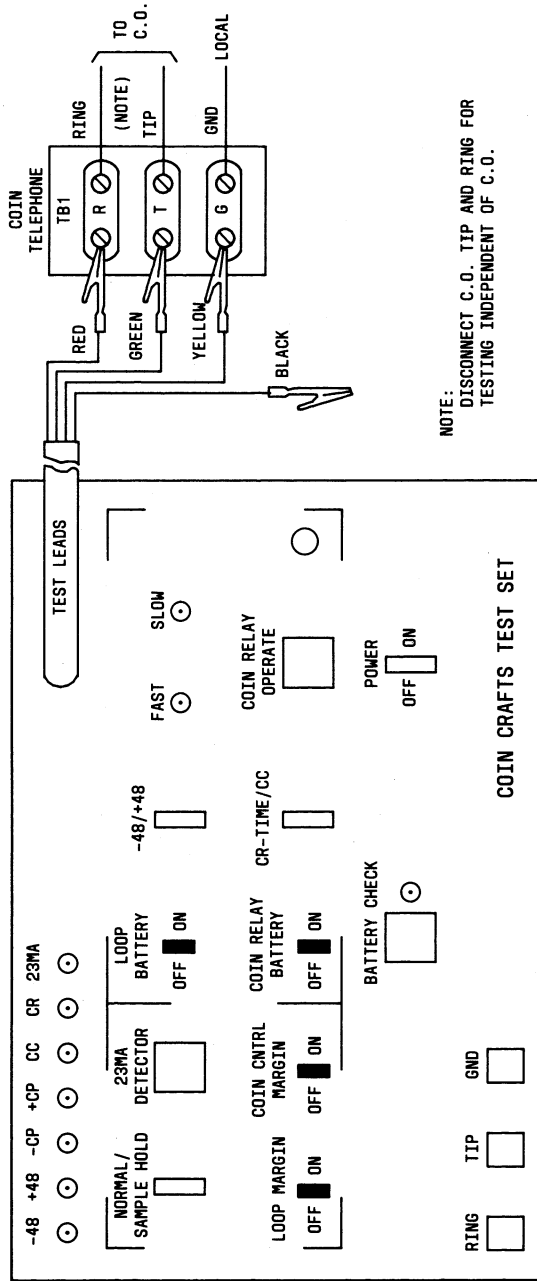 COIN
TELEPHONE
TB1
R
T
G
RING
(NOTE)
TIP
GND
TO
C.O.
LOCAL
RED
GREEN
YELLOW
BLACK
TEST LEADS
NOTE:
DISCONNECT C.O. TIP AND RING FOR
TESTING INDEPENDENT OF C.O.
-48 +48 -CP +CP CC CR 23MA
NORMAL/
SAMPLE HOLD
23MA
DETECTOR
LOOP
BATTERY
OFF ON
-48/+48
FAST
SLOW
LOOP MARGIN
OFF ON
COIN CNTRL
MARGIN
OFF ON
COIN RELAY
BATTERY
OFF ON
CR-TIME/CC
COIN RELAY
OPERATE
BATTERY CHECK
POWER
OFF ON
RING
TIP
GND
COIN CRAFTS TEST SET